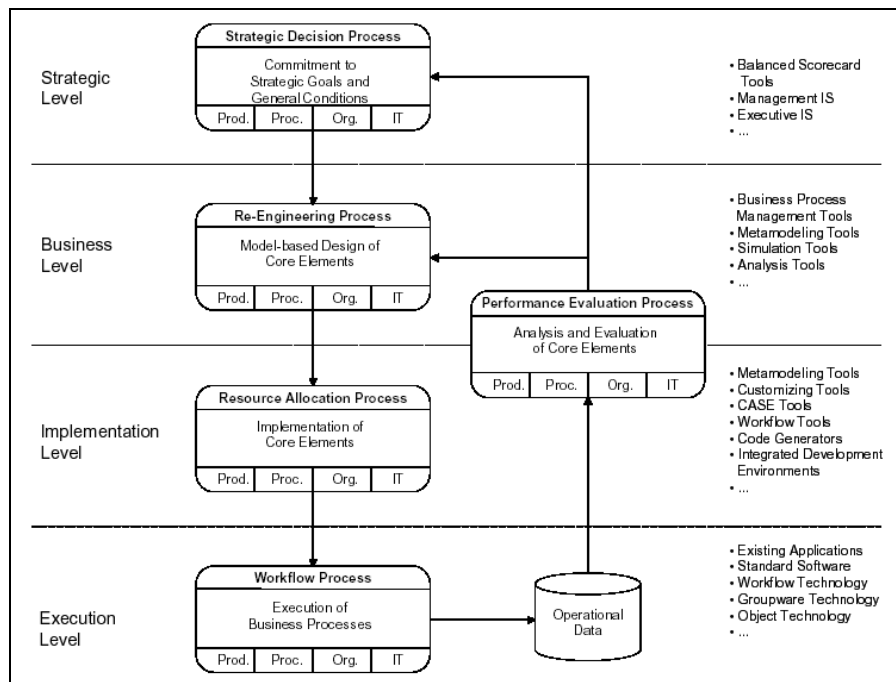 Strategic Level
Strategic Decision Process
Commitment to
Strategic Goals and
General Conditions
Prod. Proc. Org. IT
• Balanced Scorecard
Tools
• Management IS
• Executive IS
• ...
Business
Level
Re-Engineering Process
Model-based Design of
Core Elements
Prod. Proc. Org. IT
• Business Process
Management Tools
• Metamodeling Tools
• Simulation Tools
• Analysis Tools
• ...
Performance Evaluation Process
Analysis and Evaluation
of Core Elements
Prod. Proc. Org. IT
Implementation
Level
Resource Allocation Process
Implementation of
Core Elements
Prod. Proc. Org. IT
• Metamodeling Tools
• Customizing Tools
• CASE Tools
• Workflow Tools
• Code Generators
• Integrated Development
Environments
• ...
Execution
Level
Workflow Process
Execution of
Business Processes
Prod. Proc. Org. IT
Operational
Data
• Existing Applications
• Standard Software
• Workflow Technology
• Groupware Technology
• Object Technology
• ...